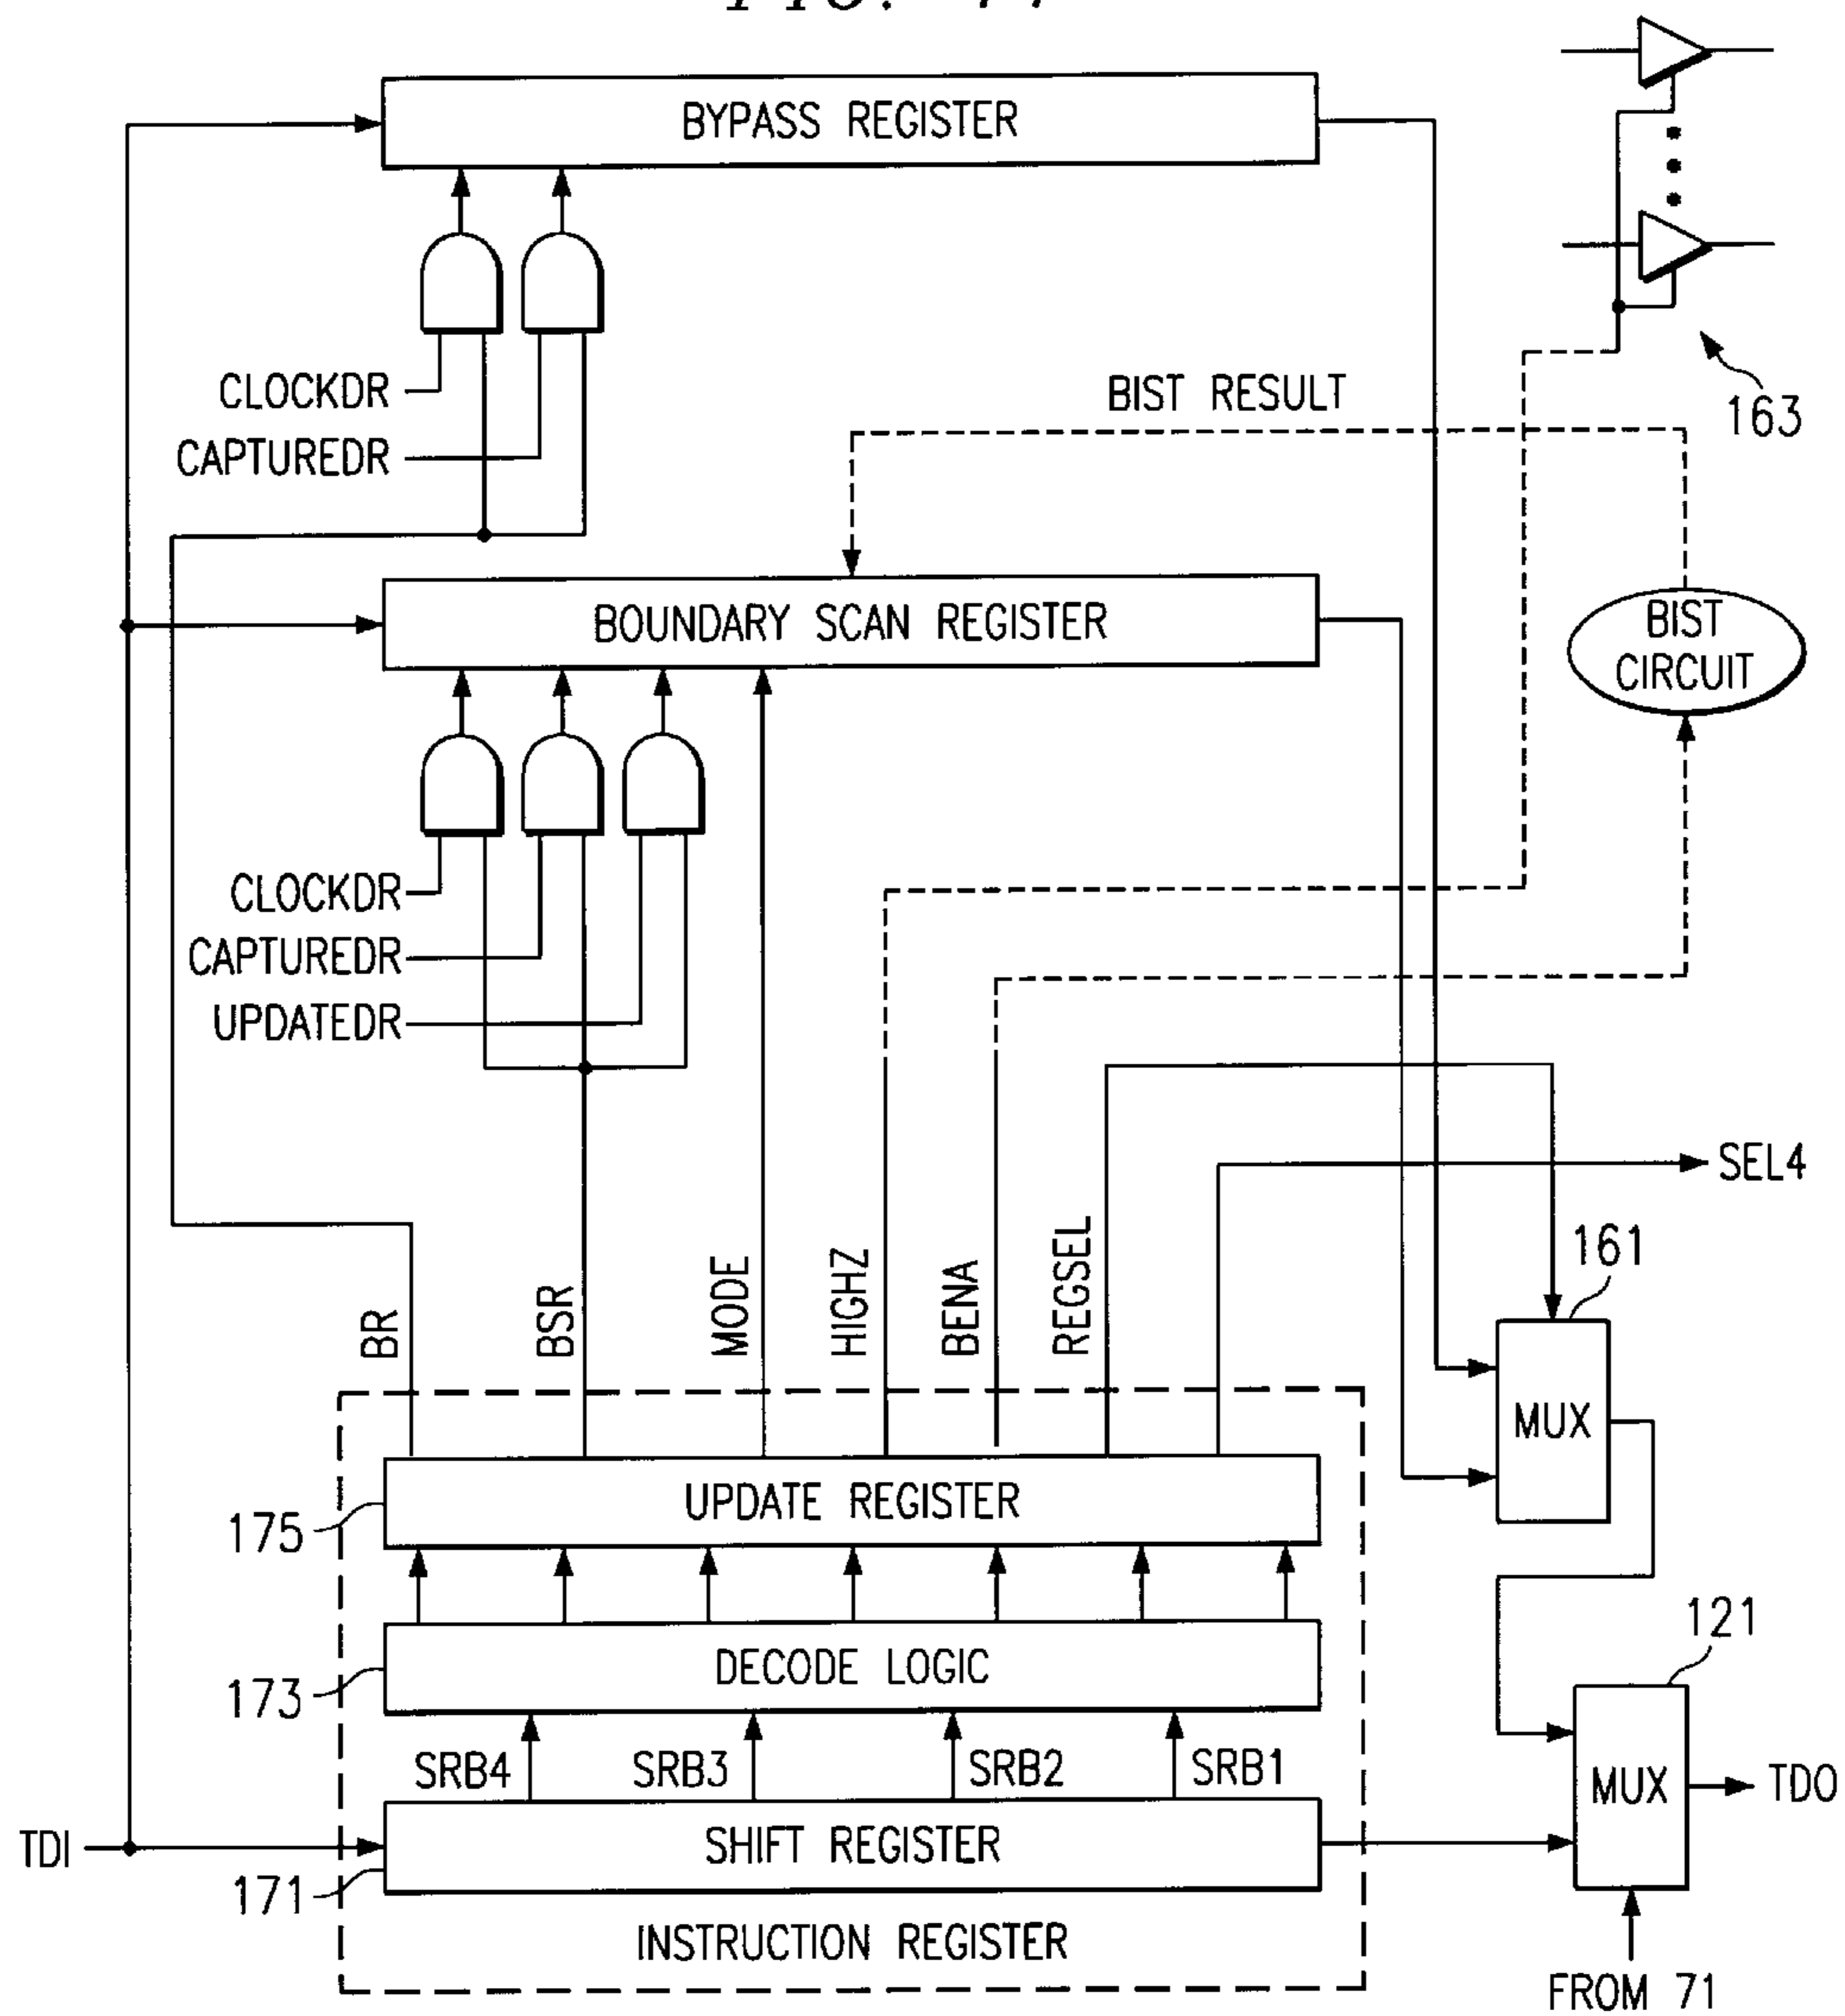 BYPASS REGISTER
CLOCKDR
CAPTUREDR
BIST RESULT
163
BOUNDARY SCAN REGISTER
BIST
CIRCUIT
CLOCKDR
CAPTUREDR
UPDATEDR
SEL4
161
BR
BSR
MODE
HIGHZ
BENA
REGSEL
MUX
UPDATE REGISTER
175
121
DECODE LOGIC
173
SRB4
SRB3
SRB2
SRB1
MUX
TDO
TDI
SHIFT REGISTER
171
INSTRUCTION REGISTER
FROM 71